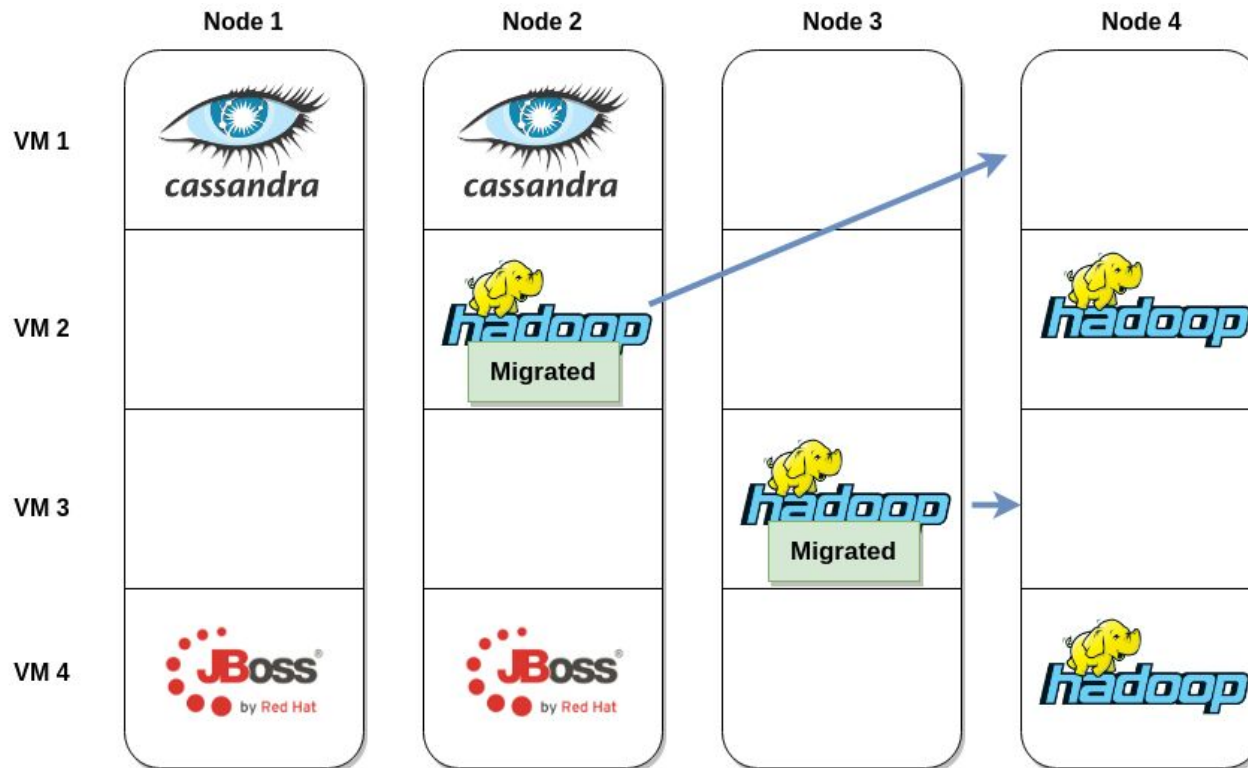 Node 1 Node 2 Node 3 Node 4
VM 1
cassandra cassandra
VM 2
hadoop hadoop
Migrated
VM 3
hadoop
Migrated
VM 4
JBoss® JBoss® hadoop
by Red Hat by Red Hat